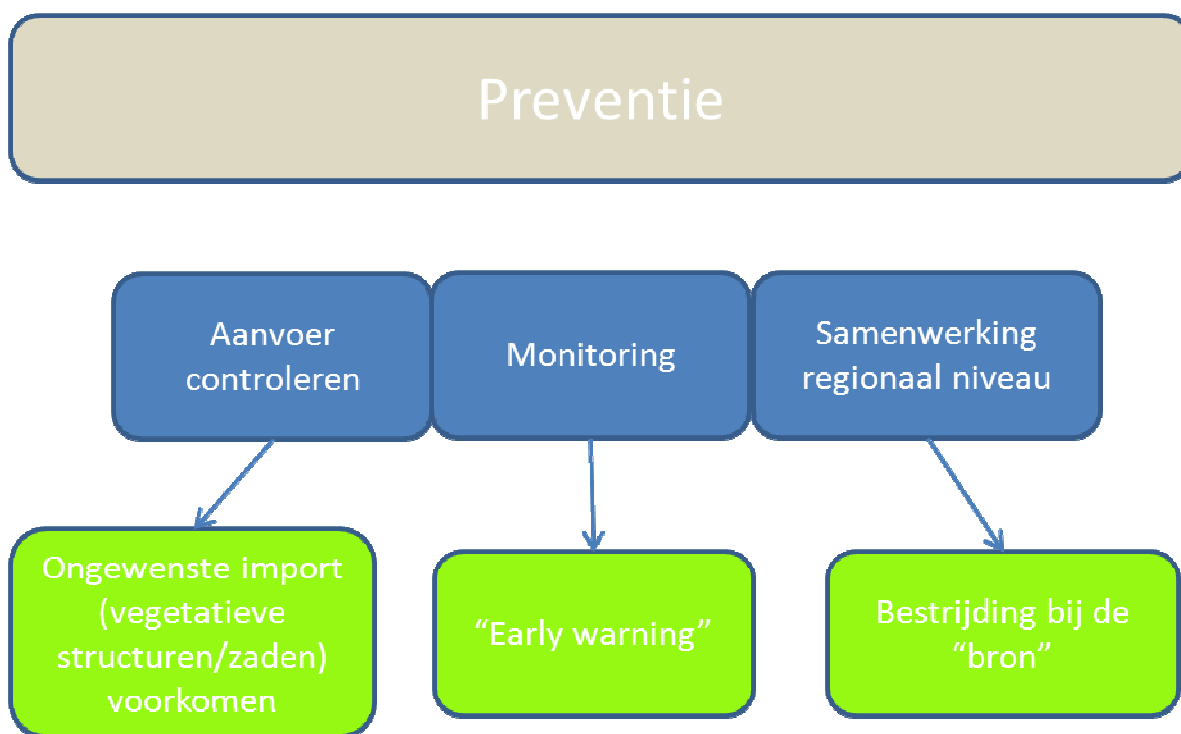 Preventie
Aanvoer
controleren
Monitoring
Samenwerking
regionaal niveau
Ongewenste import
(vegetatieve
structuren/zaden)
voorkomen
“Early warning”
Bestrijding bij de
“bron”